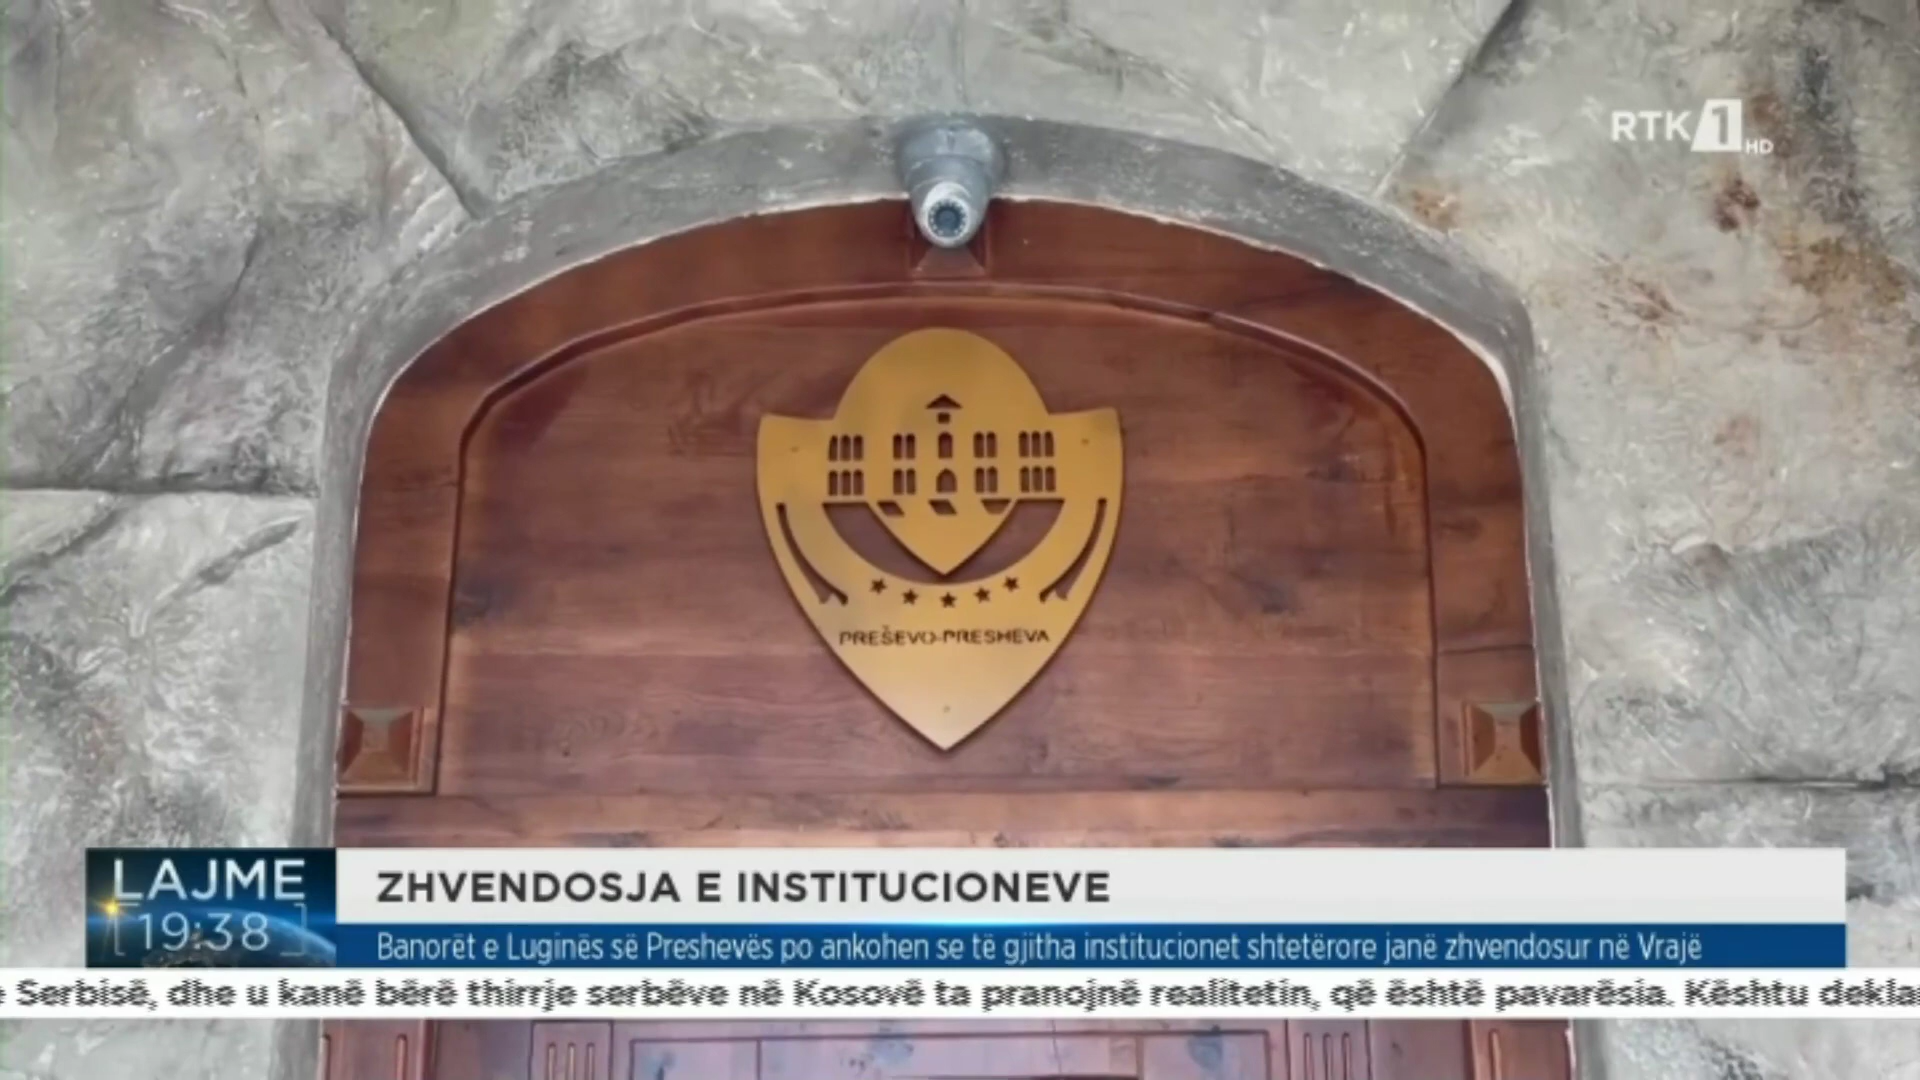 RTK 1 HD
PREŠEVO-PRESHEVA
LAJME
19:38
ZHVENDOSJA E INSTITUCIONEVE
Banorët e Luginës së Preshevës po ankohen se të gjitha institucionet shtetërore janë zhvendosur në Vrajë
Serbisë, dhe u kanë bërë thirrje serbëve në Kosovë ta pranojnë realitetin, që është pavarësia. Kështu dekla